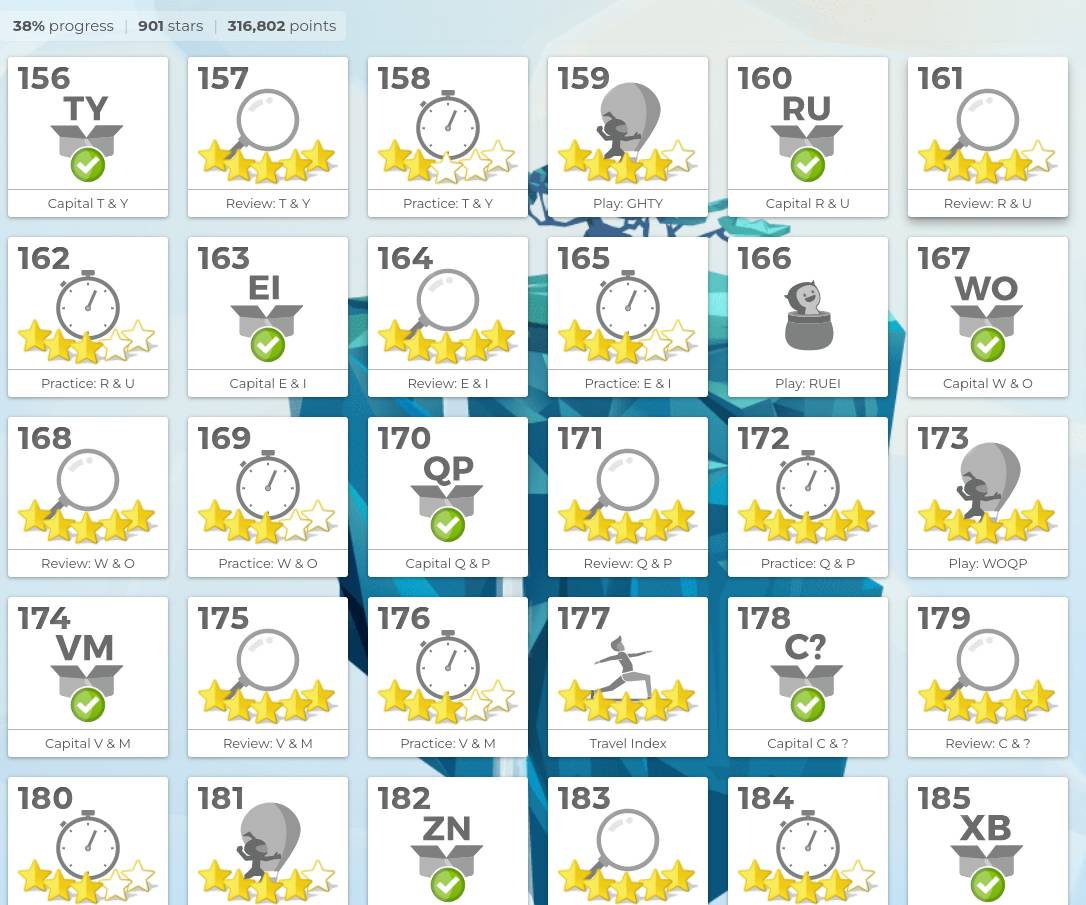 38% progress | 901 stars | 316,802 points
156 157 158 159 160 161
TY RU
Capital T & Y Review: T & Y Practice: T & Y Play: GHTY Capital R & U Review: R & U
162 163 164 165 166 167
EI WO
Practice: R & U Capital E & I Review: E & I Practice: E & I Play: RUEI Capital W & O
168 169 170 171 172 173
QP
Review: W & O Practice: W & O Capital Q & P Review: Q & P Practice: Q & P Play: WOQP
174 175 176 177 178 179
VM C?
Capital V & M Review: V & M Practice: V & M Travel Index Capital C & ? Review: C & ?
180 181 182 183 184 185
ZN XB